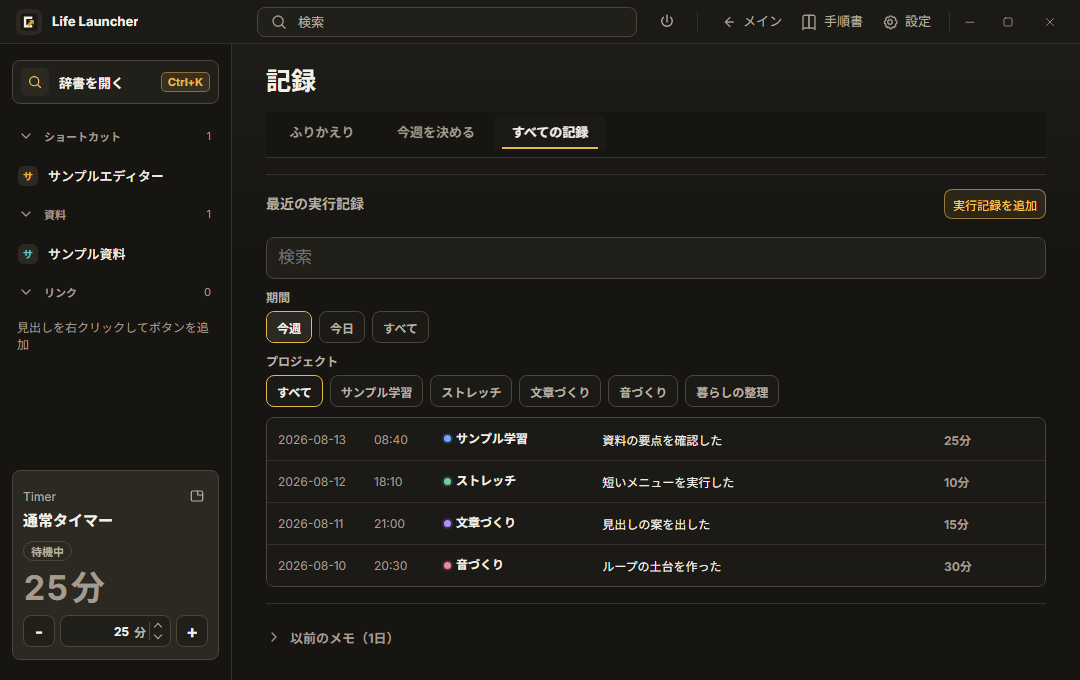 Life Launcher
検索
メイン
手順書
設定
辞書を開く
Ctrl+K
ショートカット
1
サ
サンプルエディター
資料
1
サ
サンプル資料
リンク
0
見出しを右クリックしてボタンを追
加
Timer
通常タイマー
待機中
25分
-
25 分
+
記録
ふりかえり
今週を決める
すべての記録
最近の実行記録
実行記録を追加
検索
期間
今週
今日
すべて
プロジェクト
すべて
サンプル学習
ストレッチ
文章づくり
音づくり
暮らしの整理
2026-08-13 08:40 サンプル学習 資料の要点を確認した 25分
2026-08-12 18:10 ストレッチ 短いメニューを実行した 10分
2026-08-11 21:00 文章づくり 見出しの案を出した 15分
2026-08-10 20:30 音づくり ループの土台を作った 30分
以前のメモ（1日）